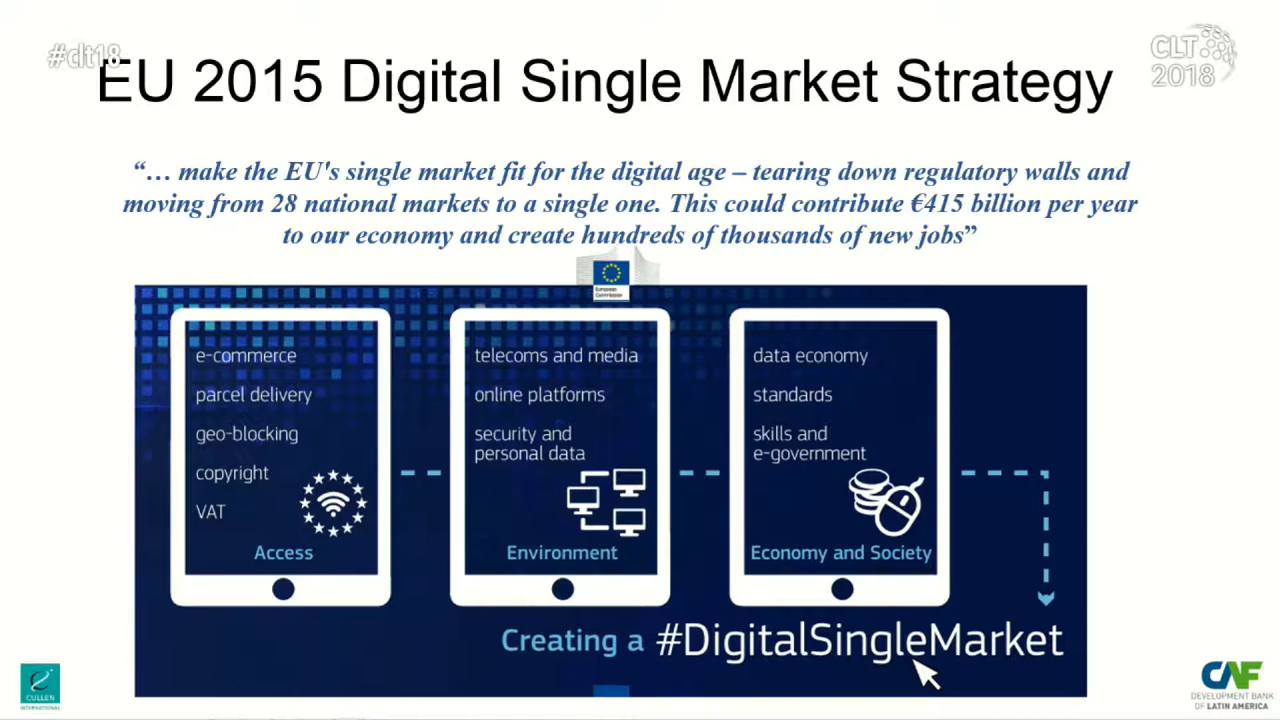 #clt18
CLT
2018
EU 2015 Digital Single Market Strategy
“… make the EU's single market fit for the digital age – tearing down regulatory walls and
moving from 28 national markets to a single one. This could contribute €415 billion per year
to our economy and create hundreds of thousands of new jobs”
European
Commission
e-commerce
parcel delivery
geo-blocking
copyright
VAT
Access
telecoms and media
online platforms
security and
personal data
Environment
data economy
standards
skills and
e-government
Economy and Society
Creating a #DigitalSingleMarket
CULLEN
INTERNATIONAL
CAF
DEVELOPMENT BANK
OF LATIN AMERICA